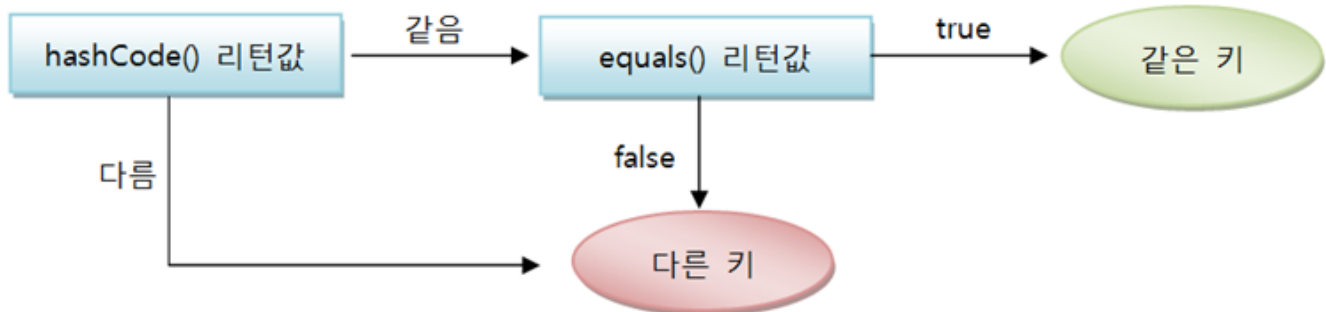 hashCode() 리턴값
같음
equals() 리턴값
true
같은 키
다름
false
다른 키